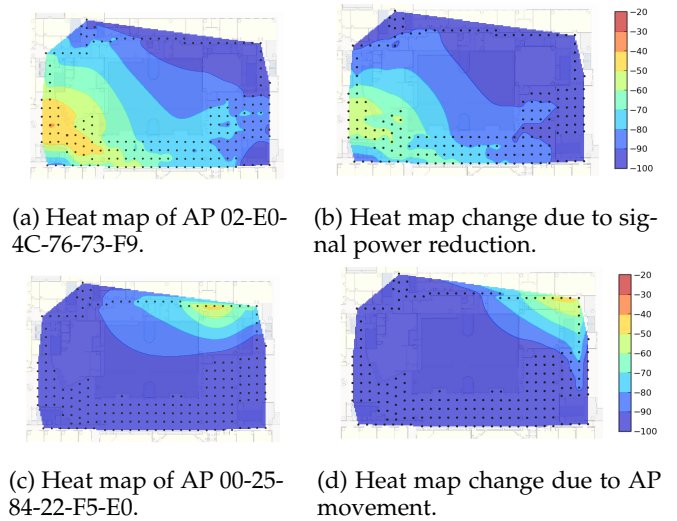 −20
−30
−40
−50
−60
−70
−80
−90
−100
(a) Heat map of AP 02-E0-
4C-76-73-F9.
(b) Heat map change due to sig-
nal power reduction.
−20
−30
−40
−50
−60
−70
−80
−90
−100
(c) Heat map of AP 00-25-
84-22-F5-E0.
(d) Heat map change due to AP
movement.